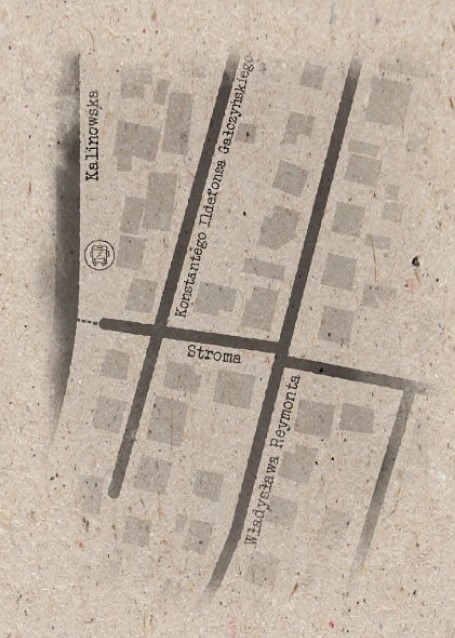 Kalinowska
Konstantego Ildefonsa Gałczyńskiego
Stroma
Władysława Reymonta